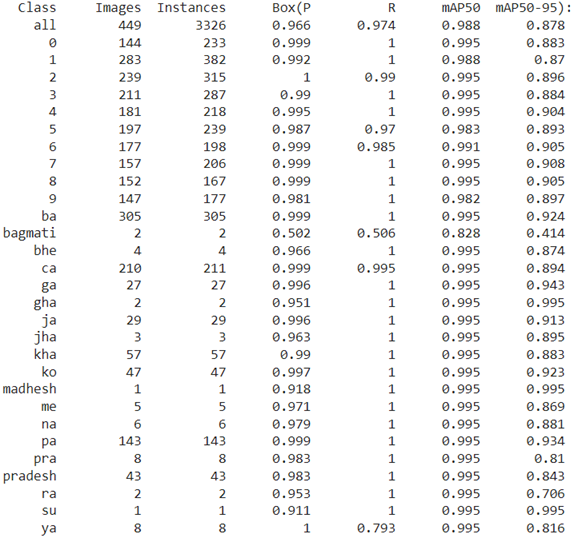 Class Images Instances Box(P R mAP50 mAP50-95):
all 449 3326 0.966 0.974 0.988 0.878
0 144 233 0.999 1 0.995 0.883
1 283 382 0.992 1 0.988 0.87
2 239 315 1 0.99 0.995 0.896
3 211 287 0.99 1 0.995 0.884
4 181 218 0.995 1 0.995 0.904
5 197 239 0.987 0.97 0.983 0.893
6 177 198 0.999 0.985 0.991 0.905
7 157 206 0.999 1 0.995 0.908
8 152 167 0.999 1 0.995 0.905
9 147 177 0.981 1 0.982 0.897
ba 305 305 0.999 1 0.995 0.924
bagmati 2 2 0.502 0.506 0.828 0.414
bhe 4 4 0.966 1 0.995 0.874
ca 210 211 0.999 0.995 0.995 0.894
ga 27 27 0.996 1 0.995 0.943
gha 2 2 0.951 1 0.995 0.995
ja 29 29 0.996 1 0.995 0.913
jha 3 3 0.963 1 0.995 0.895
kha 57 57 0.99 1 0.995 0.883
ko 47 47 0.997 1 0.995 0.923
madhesh 1 1 0.918 1 0.995 0.995
me 5 5 0.971 1 0.995 0.869
na 6 6 0.979 1 0.995 0.881
pa 143 143 0.999 1 0.995 0.934
pra 8 8 0.983 1 0.995 0.81
pradesh 43 43 0.983 1 0.995 0.843
ra 2 2 0.953 1 0.995 0.706
su 1 1 0.911 1 0.995 0.995
ya 8 8 1 0.793 0.995 0.816